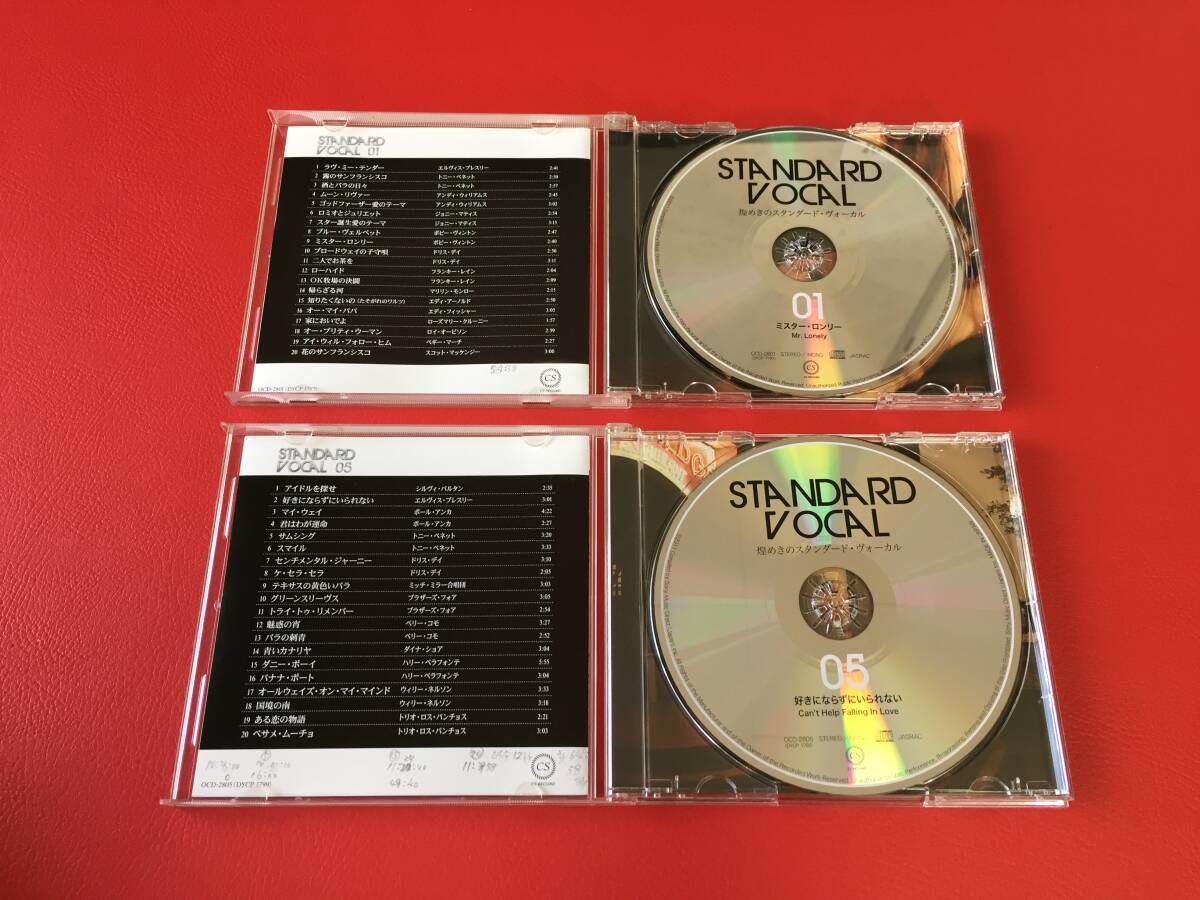 STANDARD
VOCAL 01
1 ラヴ・ミー・テンダー エルヴィス・プレスリー 2:41
2 霧のサンフランシスコ トニー・ベネット 2:50
3 酒とバラの日々 トニー・ベネット 2:57
4 ムーン・リヴァー アンディ・ウィリアムス 2:45
5 ゴッドファーザー愛のテーマ アンディ・ウィリアムス 3:02
6 ロミオとジュリエット ジョニー・マティス 2:54
7 スター誕生愛のテーマ ジョニー・マティス 3:15
8 ブルー・ヴェルベット ボビー・ヴィントン 2:47
9 ミスター・ロンリー ボビー・ヴィントン 2:40
10 ブロードウェイの子守唄 ドリス・デイ 2:50
11 二人でお茶を ドリス・デイ 3:11
12 ローハイド フランキー・レイン 2:04
13 OK牧場の決闘 フランキー・レイン 2:09
14 帰らざる河 マリリン・モンロー 2:15
15 知りたくないの (たそがれのワルツ) エディ・アーノルド 2:50
16 オー・マイ・パパ エディ・フィッシャー 3:05
17 家においでよ ローズマリー・クルーニー 1:57
18 オー・プリティ・ウーマン ロイ・オービソン 2:39
19 アイ・ウィル・フォロー・ヒム ペギー・マーチ 2:27
20 花のサンフランシスコ スコット・マッケンジー 3:00
CS
STANDARD
VOCAL
煌めきのスタンダード・ヴォーカル
01
ミスター・ロンリー
Mr. Lonely
OCD-2801 STEREO / MONO JASRAC
CS
STANDARD
VOCAL 05
1 アイドルを探せ シルヴィ・バルタン 2:35
2 好きにならずにいられない エルヴィス・プレスリー 3:01
3 マイ・ウェイ ポール・アンカ 4:22
4 君はわが運命 ポール・アンカ 2:27
5 サムシング トニー・ベネット 3:20
6 スマイル トニー・ベネット 3:33
7 センチメンタル・ジャーニー ドリス・デイ 3:10
8 ケ・セラ・セラ ドリス・デイ 2:05
9 テキサスの黄色いバラ ミッチ・ミラー合唱団 3:03
10 グリーンスリーヴス ブラザーズ・フォア 3:05
11 トライ・トゥ・リメンバー ブラザーズ・フォア 2:54
12 魅惑の宵 ペリー・コモ 3:27
13 バラの刺青 ペリー・コモ 2:52
14 青いカナリヤ ダイナ・ショア 3:04
15 ダニー・ボーイ ハリー・ベラフォンテ 5:55
16 バナナ・ボート ハリー・ベラフォンテ 3:04
17 オールウェイズ・オン・マイ・マインド ウィリー・ネルソン 3:33
18 国境の南 ウィリー・ネルソン 3:18
19 ある恋の物語 トリオ・ロス・パンチョス 2:21
20 ベサメ・ムーチョ トリオ・ロス・パンチョス 3:03
49:40
CS
STANDARD
VOCAL
煌めきのスタンダード・ヴォーカル
05
好きにならずにいられない
Can't Help Falling In Love
OCD-2805 STEREO JASRAC
CS